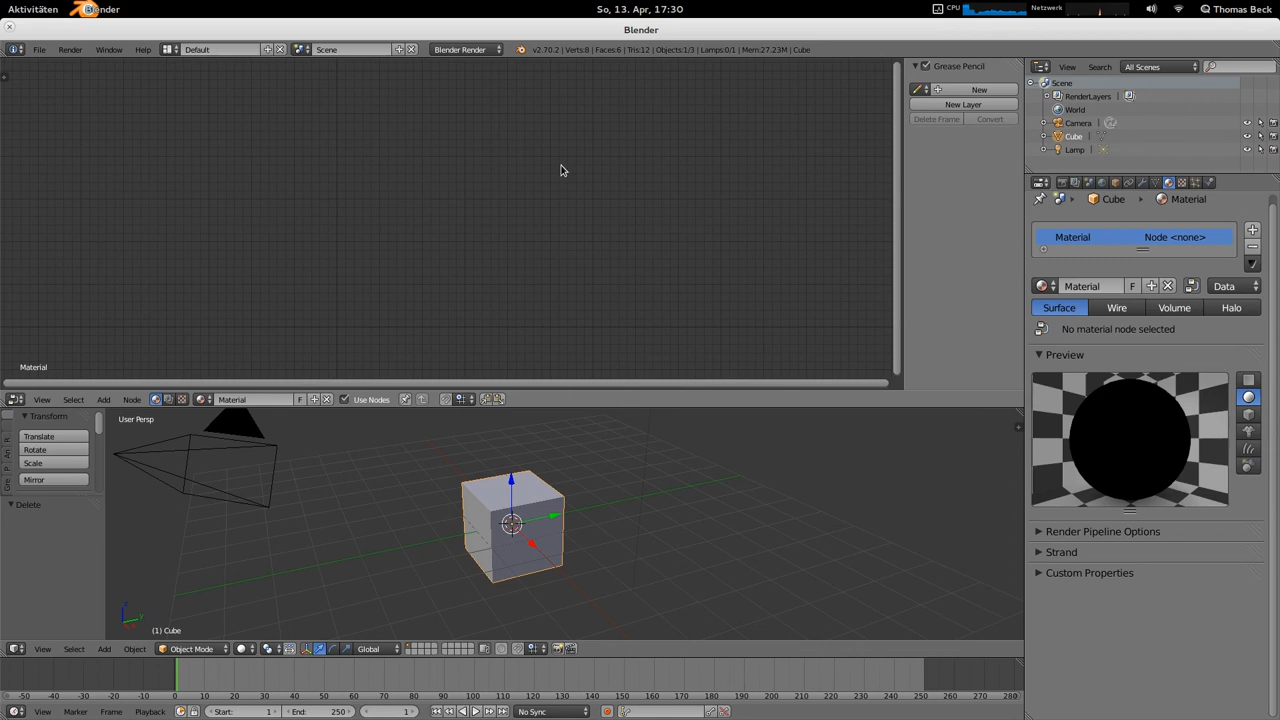 Aktivitäten Blender So, 13. Apr, 17:30 CPU Netzwerk Thomas Beck
Blender
File Render Window Help Default Scene Blender Render v2.70.2 | Verts:8 | Faces:6 | Tris:12 | Objects:1/3 | Lamps:0/1 | Mem:27.23M | Cube
View Search All Scenes
Grease Pencil
New
New Layer
Delete Frame Convert
Scene
RenderLayers
World
Camera
Cube
Lamp
Cube Material
Material Node <none>
Material F Data
Surface Wire Volume Halo
No material node selected
Preview
Render Pipeline Options
Strand
Custom Properties
Material
View Select Add Node Material F Use Nodes
Transform
Translate
Rotate
Scale
Mirror
Delete
User Persp
(1) Cube
View Select Add Object Object Mode Global
-50 -40 -30 -20 -10 0 10 20 30 40 50 60 70 80 90 100 110 120 130 140 150 160 170 180 190 200 210 220 230 240 250 260 270 280
View Marker Frame Playback Start: 1 End: 250 1 No Sync